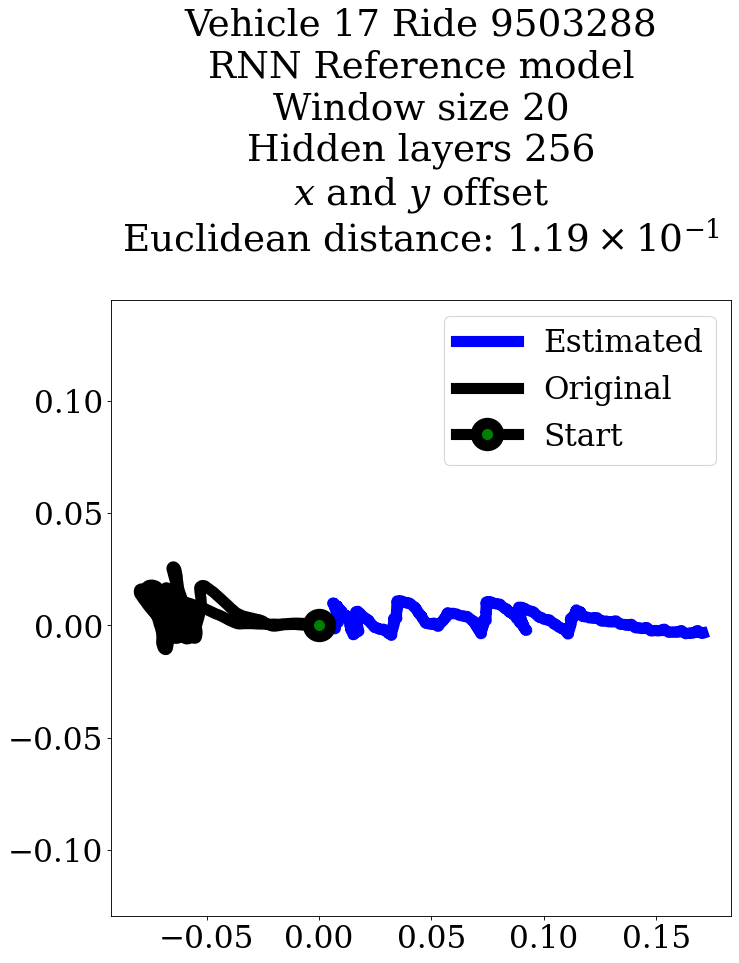 Vehicle 17 Ride 9503288
RNN Reference model
Window size 20
Hidden layers 256
x and y offset
Euclidean distance: 1.19 × 10⁻¹
Estimated
Original
Start
0.10
0.05
0.00
−0.05
−0.10
−0.05 0.00 0.05 0.10 0.15